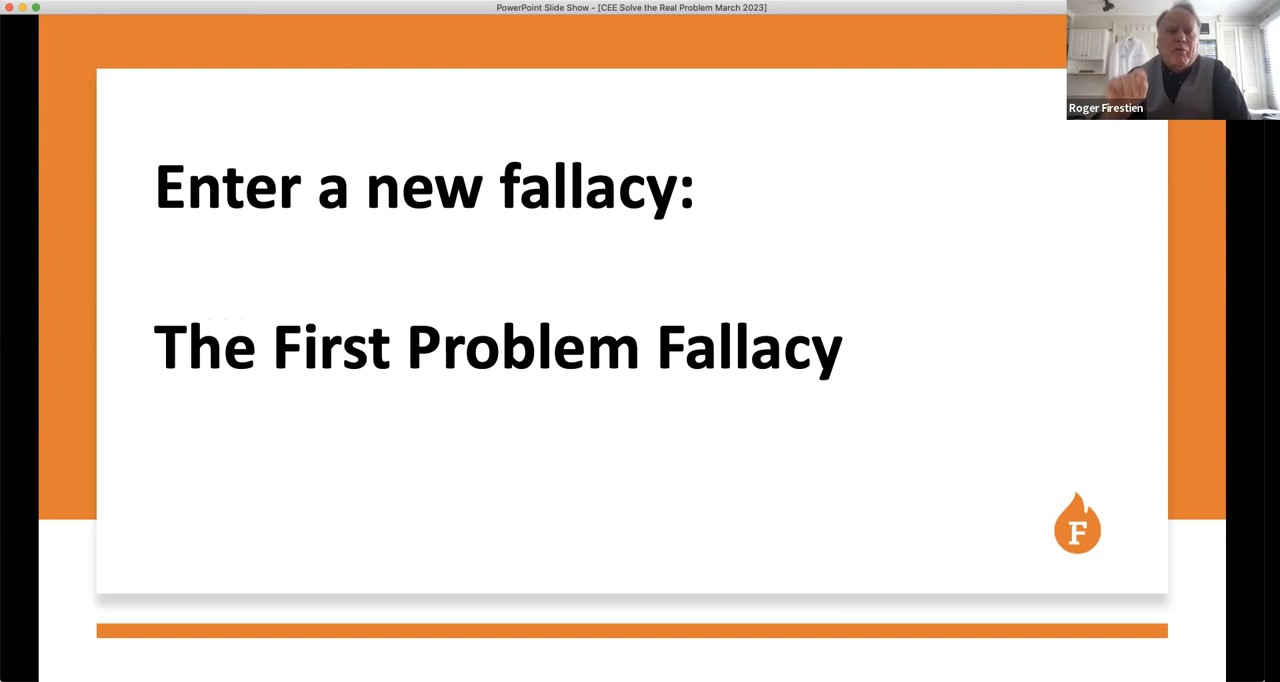 PowerPoint Slide Show - [CEE Solve the Real Problem March 2023]
Roger Firestien
Enter a new fallacy:
The First Problem Fallacy
F